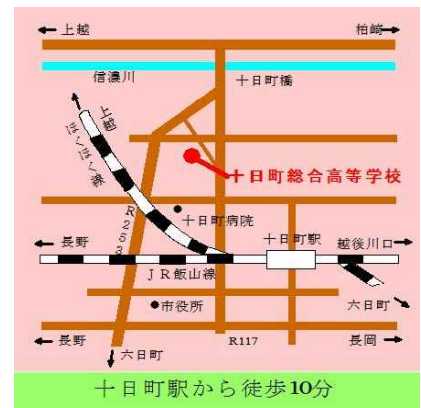 上越
柏崎
信濃川
十日町橋
上越
ほくほく線
十日町総合高等学校
十日町病院
R253
十日町駅
長野
越後川口
JR飯山線
市役所
六日町
長野
R117
長岡
六日町
十日町駅から徒歩10分